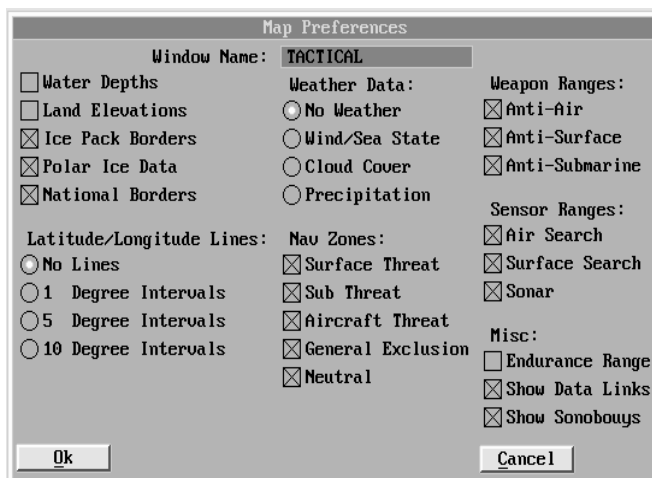 Map Preferences
Window Name: TACTICAL
Water Depths
Land Elevations
Ice Pack Borders
Polar Ice Data
National Borders
Weather Data:
No Weather
Wind/Sea State
Cloud Cover
Precipitation
Weapon Ranges:
Anti-Air
Anti-Surface
Anti-Submarine
Latitude/Longitude Lines:
No Lines
1 Degree Intervals
5 Degree Intervals
10 Degree Intervals
Nav Zones:
Surface Threat
Sub Threat
Aircraft Threat
General Exclusion
Neutral
Sensor Ranges:
Air Search
Surface Search
Sonar
Misc:
Endurance Range
Show Data Links
Show Sonobouys
Ok
Cancel